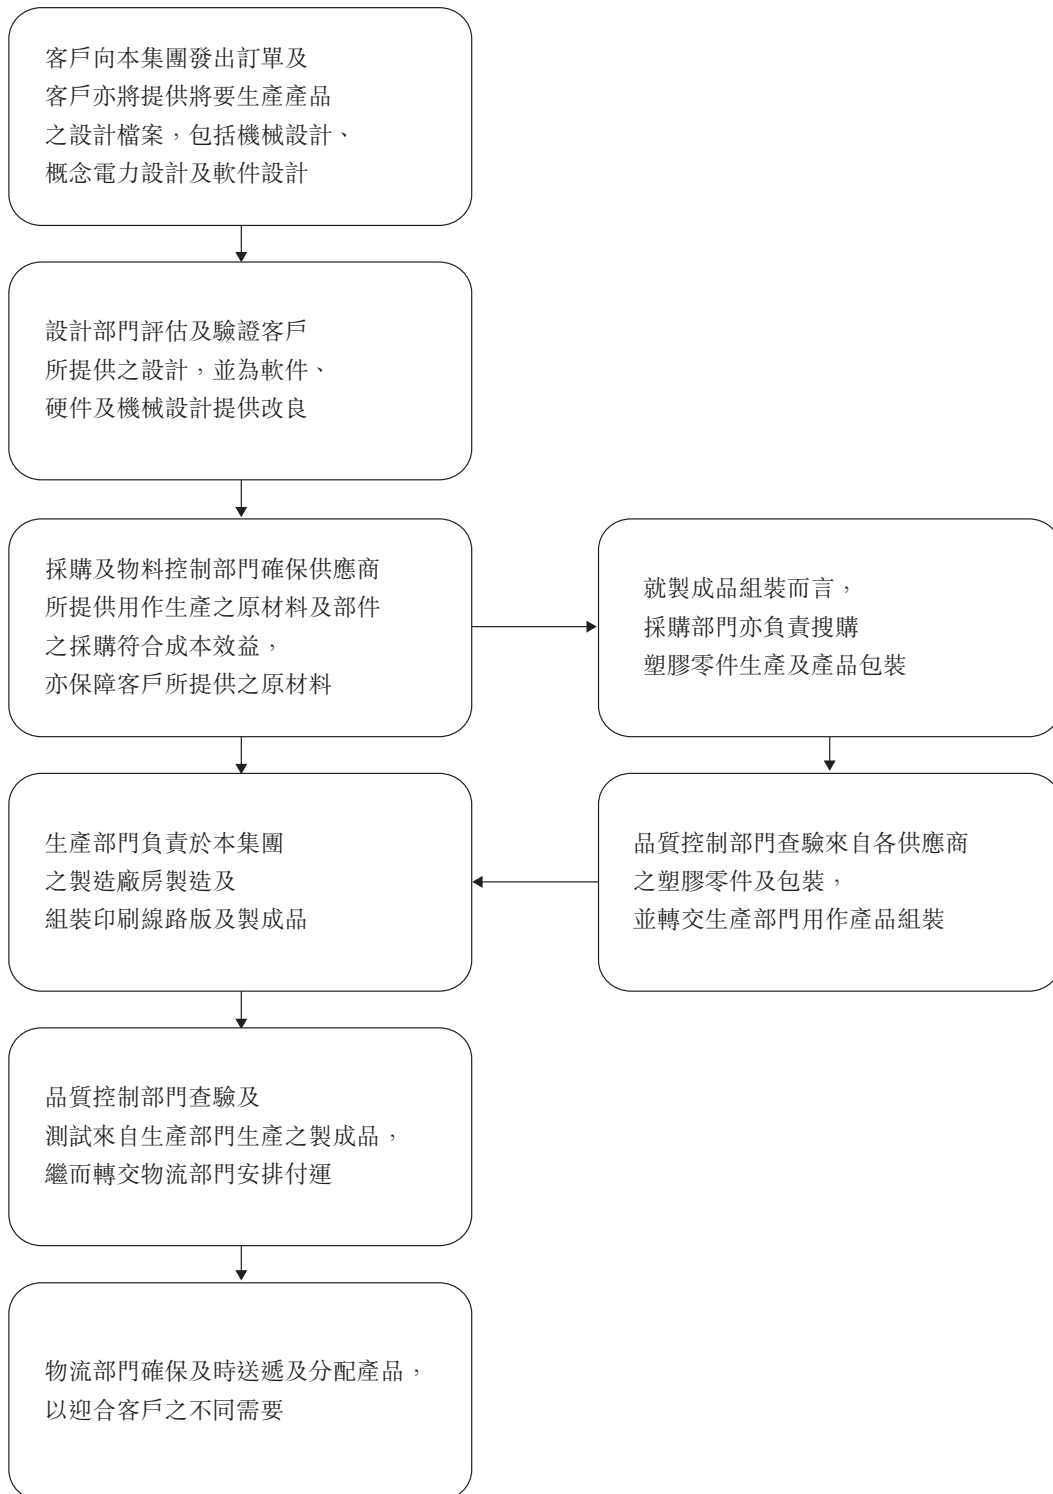 客戶向本集團發出訂單及
客戶亦將提供將要生產產品
之設計檔案，包括機械設計、
概念電力設計及軟件設計
設計部門評估及驗證客戶
所提供之設計，並為軟件、
硬件及機械設計提供改良
採購及物料控制部門確保供應商
所提供用作生產之原材料及部件
之採購符合成本效益，
亦保障客戶所提供之原材料
就製成品組裝而言，
採購部門亦負責搜購
塑膠零件生產及產品包裝
生產部門負責於本集團
之製造廠房製造及
組裝印刷線路版及製成品
品質控制部門查驗來自各供應商
之塑膠零件及包裝，
並轉交生產部門用作產品組裝
品質控制部門查驗及
測試來自生產部門生產之製成品，
繼而轉交物流部門安排付運
物流部門確保及時送遞及分配產品，
以迎合客戶之不同需要